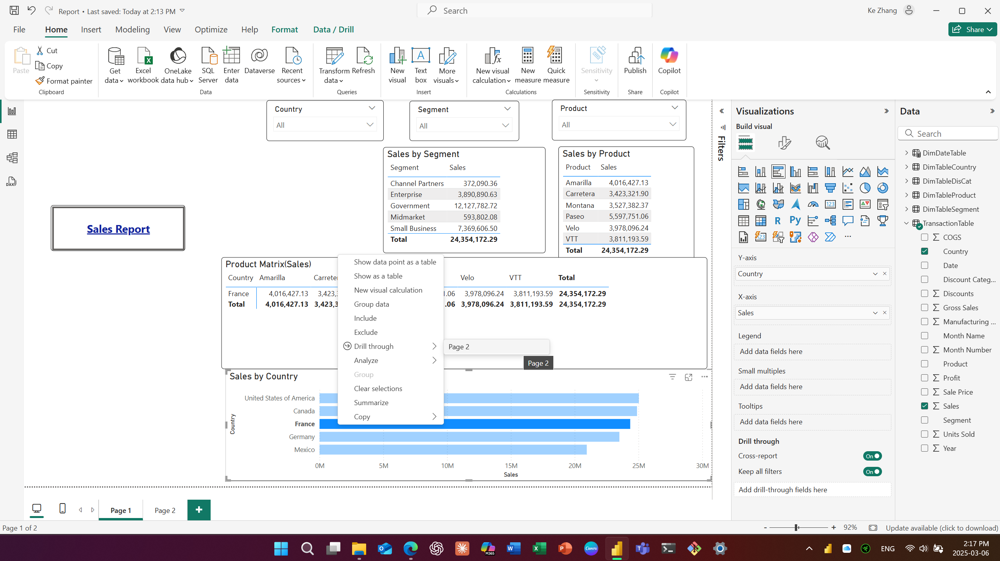 Report • Last saved: Today at 2:13 PM
Search
Ke Zhang
File Home Insert Modeling View Optimize Help Format Data / Drill
Share
Paste
Cut
Copy
Format painter
Clipboard
Get data
Excel workbook
OneLake data hub
SQL Server
Enter data
Dataverse
Recent sources
Data
Transform data
Refresh
Queries
New visual
Text box
More visuals
Insert
New visual calculation
New measure
Quick measure
Calculations
Sensitivity
Sensitivity
Publish
Share
Copilot
Copilot
Country
All
Segment
All
Product
All
Sales Report
Sales by Segment
Segment Sales
Channel Partners 372,090.36
Enterprise 3,890,890.63
Government 12,127,782.72
Midmarket 593,802.08
Small Business 7,369,606.50
Total 24,354,172.29
Sales by Product
Product Sales
Amarilla 4,016,427.13
Carretera 3,423,321.90
Montana 3,527,382.37
Paseo 5,597,751.06
Velo 3,978,096.24
VTT 3,811,193.59
Total 24,354,172.29
Product Matrix(Sales)
Country Amarilla Carrete Velo VTT Total
France 4,016,427.13 3,423, .06 3,978,096.24 3,811,193.59 24,354,172.29
Total 4,016,427.13 3,423,3 .06 3,978,096.24 3,811,193.59 24,354,172.29
Show data point as a table
Show as a table
New visual calculation
Group data
Include
Exclude
Drill through
Analyze
Group
Clear selections
Summarize
Copy
Page 2
Page 2
Sales by Country
Country
United States of America
Canada
France
Germany
Mexico
0M 5M 10M 15M 20M 25M 30M
Sales
Filters
Visualizations
Build visual
123
R
Py
123
Y-axis
Country
X-axis
Sales
Legend
Add data fields here
Small multiples
Add data fields here
Tooltips
Add data fields here
Drill through
Cross-report On
Keep all filters On
Add drill-through fields here
Data
Search
DimDateTable
DimTableCountry
DimTableDisCat
DimTableProduct
DimTableSegment
TransactionTable
COGS
Country
Date
Discount Categ...
Discounts
Gross Sales
Manufacturing ...
Month Name
Month Number
Product
Profit
Sale Price
Sales
Segment
Units Sold
Year
DAX
Page 1 Page 2 +
Page 1 of 2
- + 92%
Update available (click to download)
M365
Canva
ENG
2:17 PM
2025-03-06